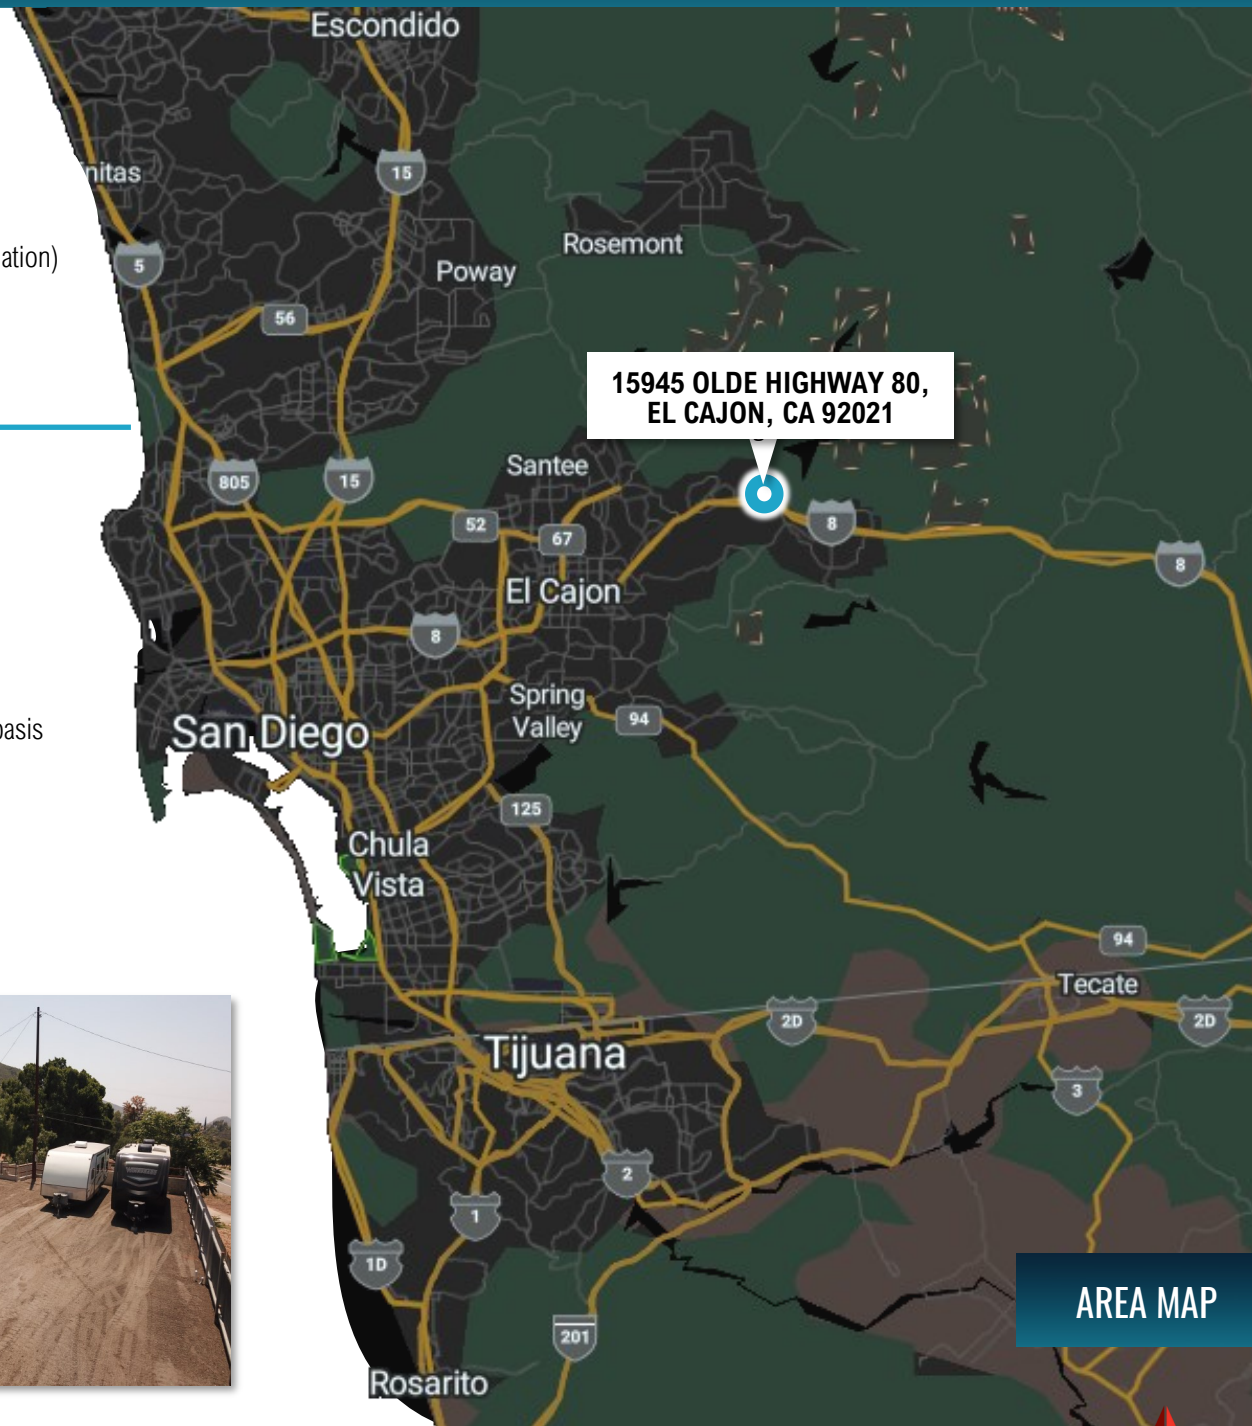 Escondido
15
nitas
ation)
5
Rosemont
Poway
56
15945 OLDE HIGHWAY 80,
EL CAJON, CA 92021
Santee
805
15
52
67
8
8
El Cajon
8
Spring
Valley
94
San Diego
basis
125
Chula
Vista
94
Tecate
2D
2D
Tijuana
3
2
1
1D
AREA MAP
201
Rosarito